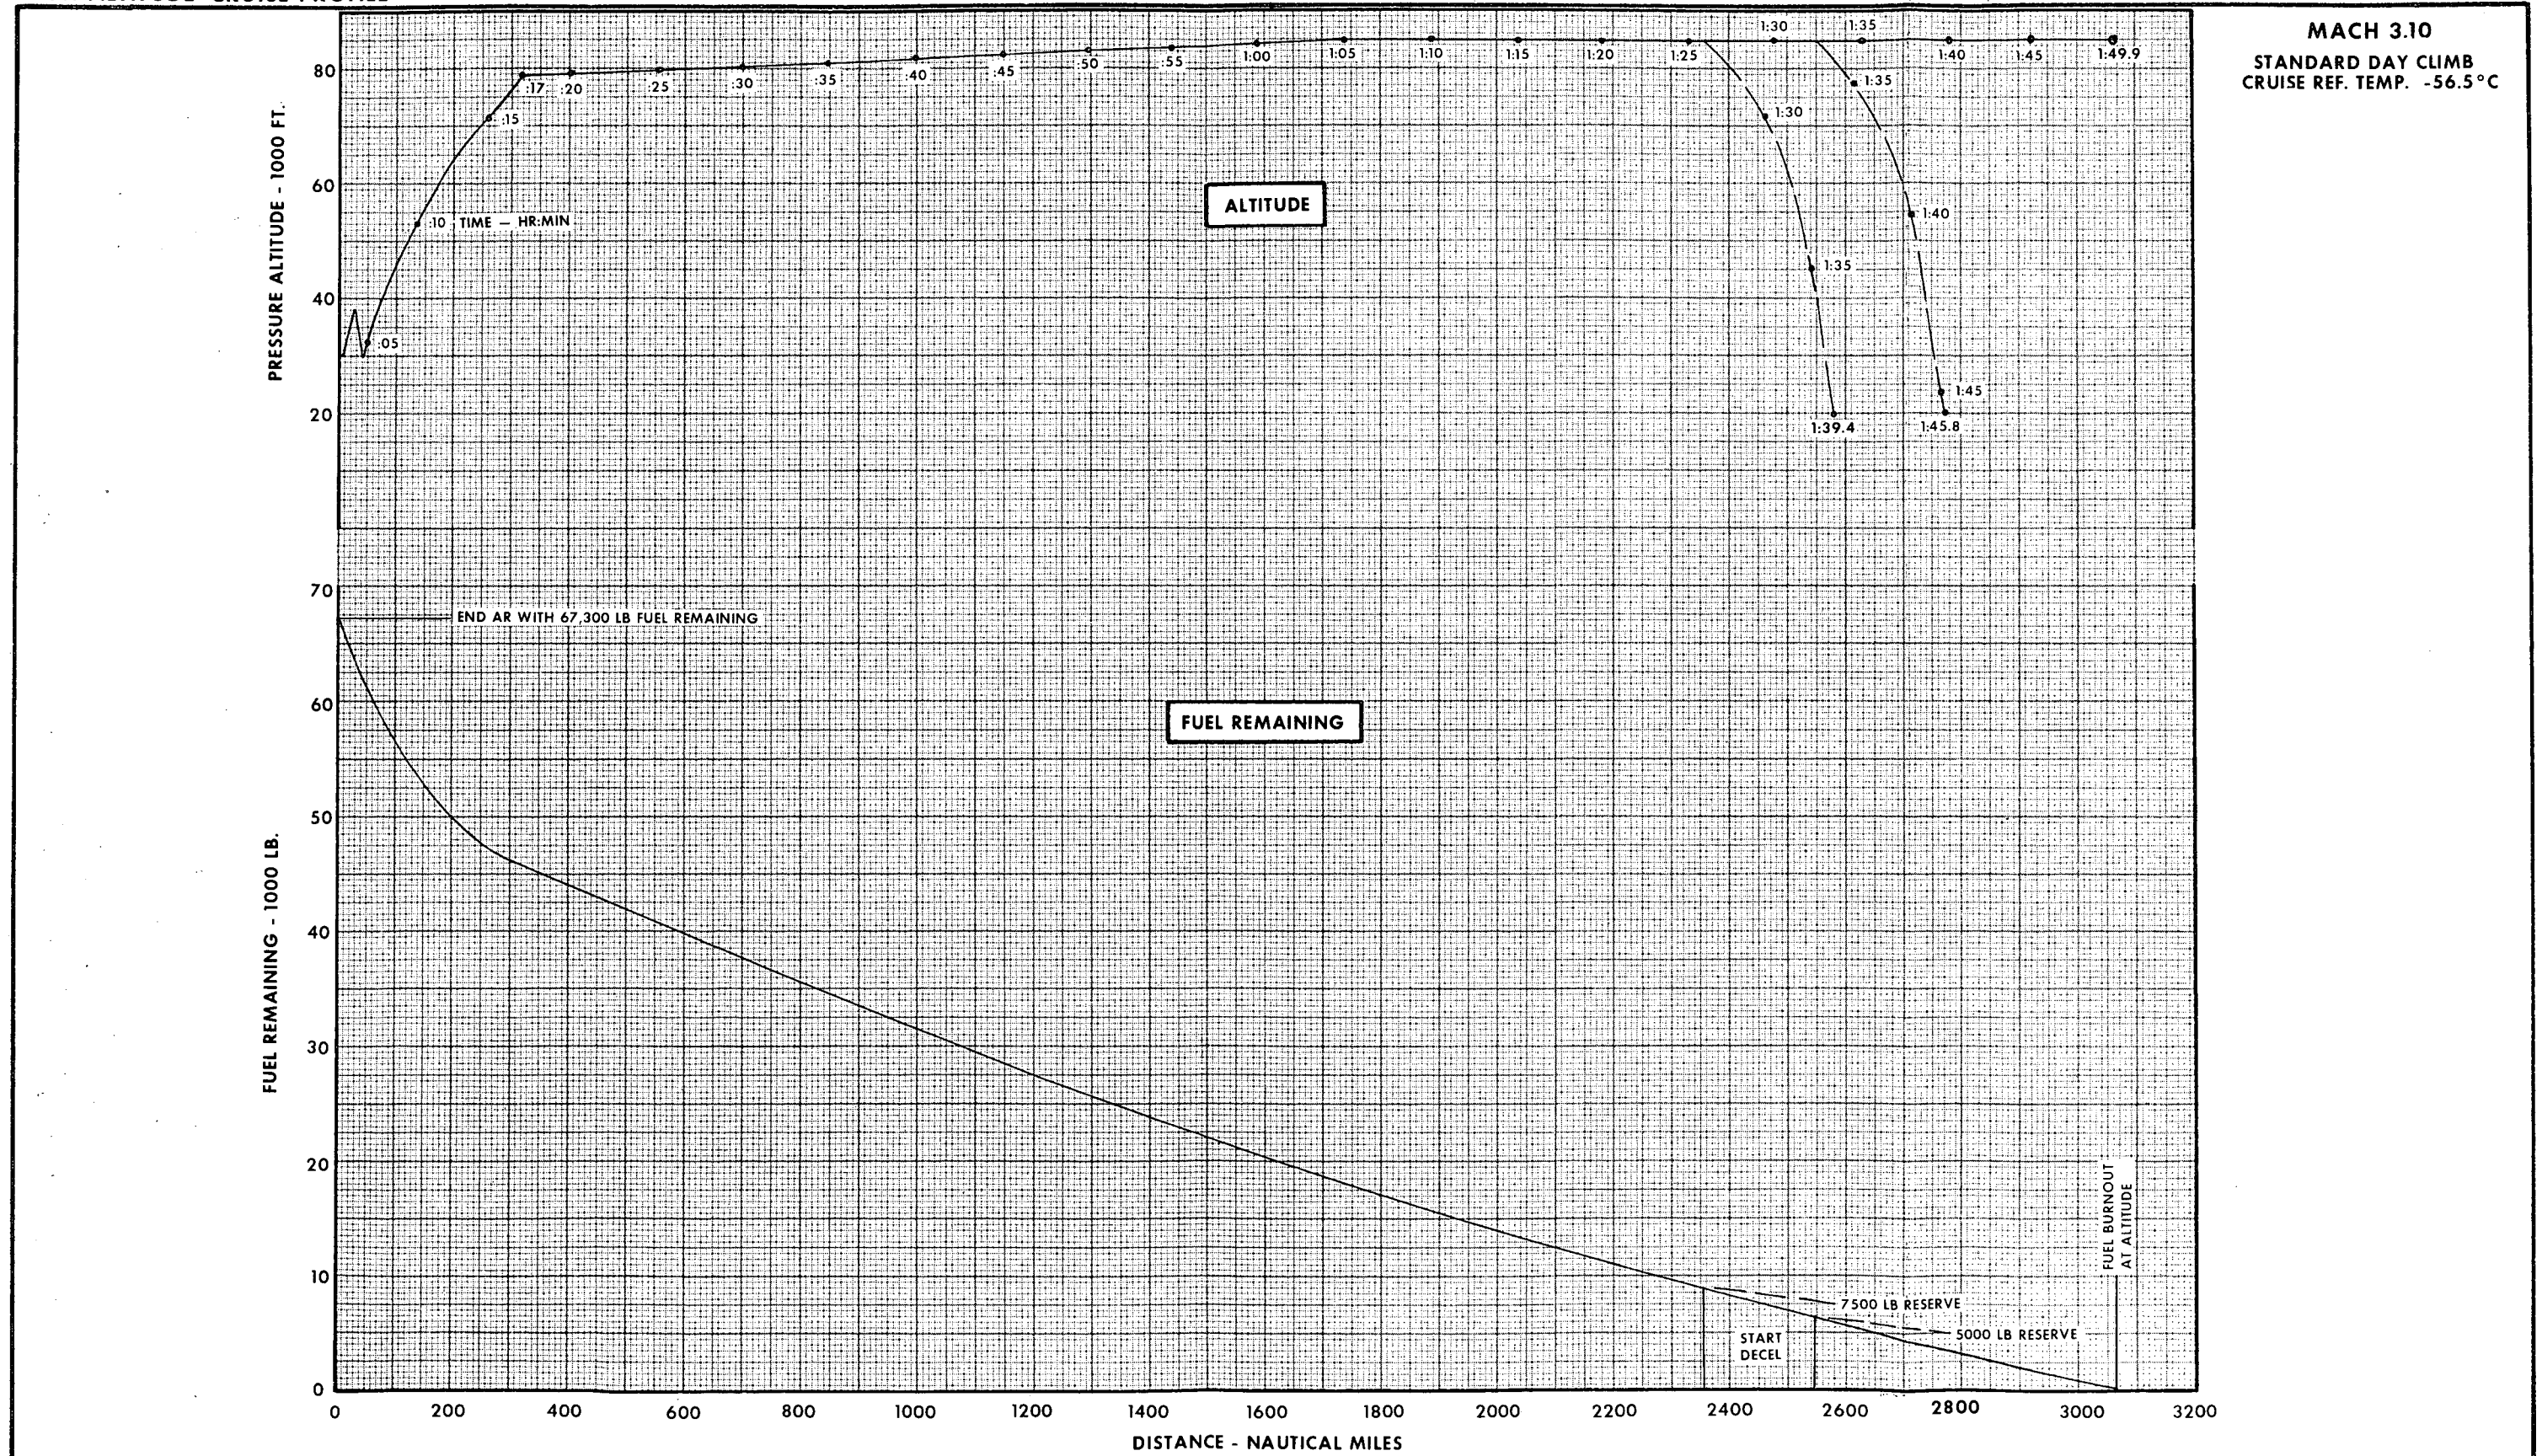 MACH 3.10
STANDARD DAY CLIMB
CRUISE REF. TEMP. -56.5°C
PRESSURE ALTITUDE - 1000 FT.
80
60
40
20
:05
:10 TIME — HR:MIN
:15
:17
:20
:25
:30
:35
:40
:45
:50
:55
1:00
1:05
1:10
1:15
1:20
1:25
1:30
1:35
1:40
1:45
1:49.9
1:30
1:35
1:39.4
1:35
1:40
1:45
1:45.8
ALTITUDE
FUEL REMAINING - 1000 LB.
70
60
50
40
30
20
10
0
END AR WITH 67,300 LB FUEL REMAINING
FUEL REMAINING
7500 LB RESERVE
5000 LB RESERVE
START
DECEL
FUEL BURNOUT
AT ALTITUDE
0 200 400 600 800 1000 1200 1400 1600 1800 2000 2200 2400 2600 2800 3000 3200
DISTANCE - NAUTICAL MILES